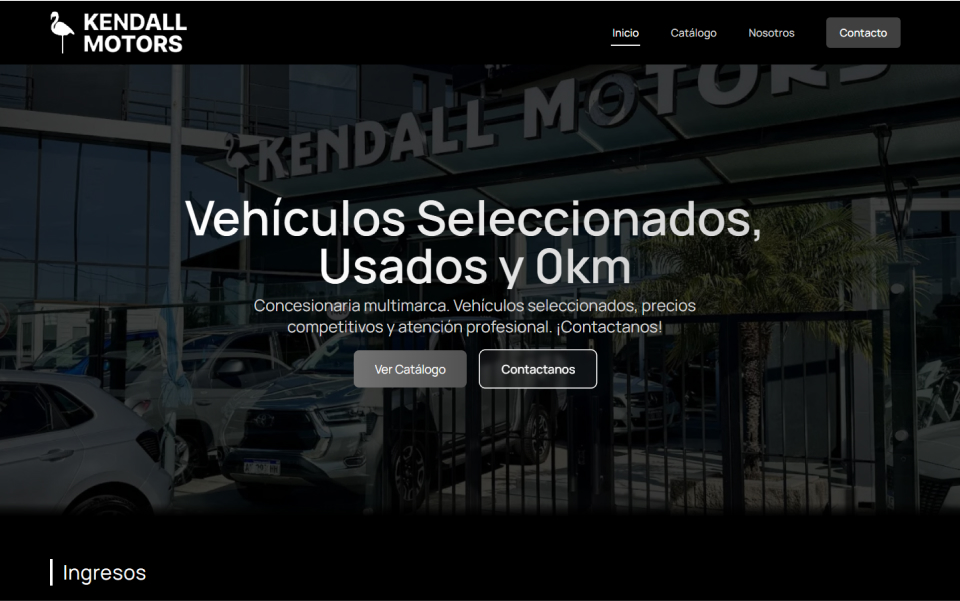 KENDALL
MOTORS
Inicio
Catálogo
Nosotros
Contacto
KENDALL MOTORS
Vehículos Seleccionados,
Usados y 0km
Concesionaria multimarca. Vehículos seleccionados, precios
competitivos y atención profesional. ¡Contactanos!
Ver Catálogo
Contactanos
Ingresos